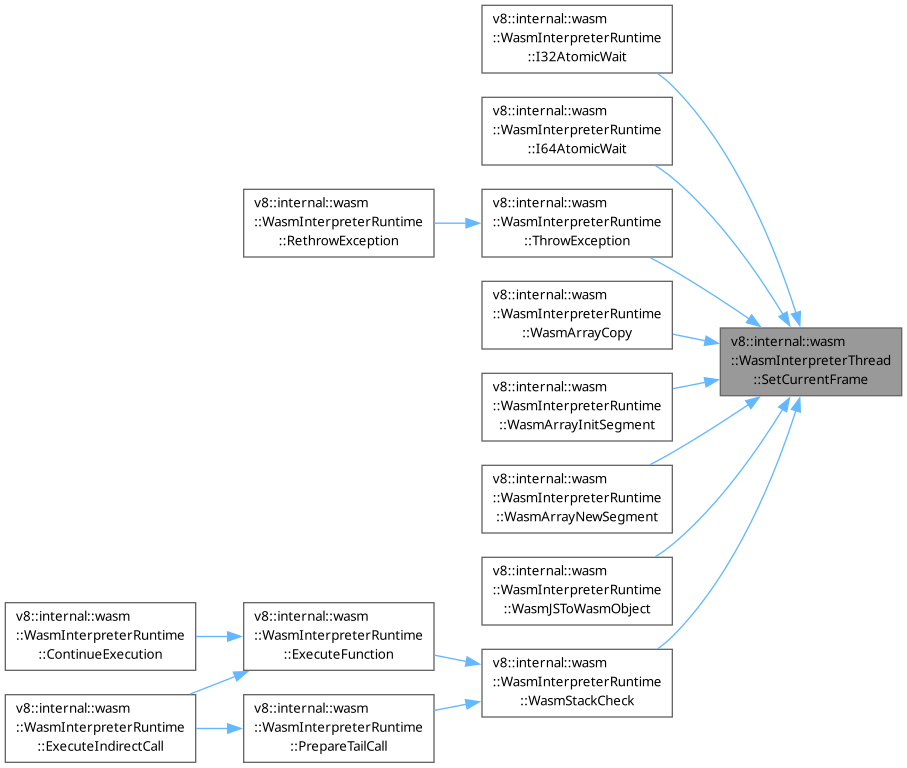 v8::internal::wasm
::WasmInterpreterRuntime
::I32AtomicWait
v8::internal::wasm
::WasmInterpreterRuntime
::I64AtomicWait
v8::internal::wasm
::WasmInterpreterRuntime
::RethrowException
v8::internal::wasm
::WasmInterpreterRuntime
::ThrowException
v8::internal::wasm
::WasmInterpreterRuntime
::WasmArrayCopy
v8::internal::wasm
::WasmInterpreterThread
::SetCurrentFrame
v8::internal::wasm
::WasmInterpreterRuntime
::WasmArrayInitSegment
v8::internal::wasm
::WasmInterpreterRuntime
::WasmArrayNewSegment
v8::internal::wasm
::WasmInterpreterRuntime
::WasmJSToWasmObject
v8::internal::wasm
::WasmInterpreterRuntime
::ContinueExecution
v8::internal::wasm
::WasmInterpreterRuntime
::ExecuteFunction
v8::internal::wasm
::WasmInterpreterRuntime
::WasmStackCheck
v8::internal::wasm
::WasmInterpreterRuntime
::ExecuteIndirectCall
v8::internal::wasm
::WasmInterpreterRuntime
::PrepareTailCall